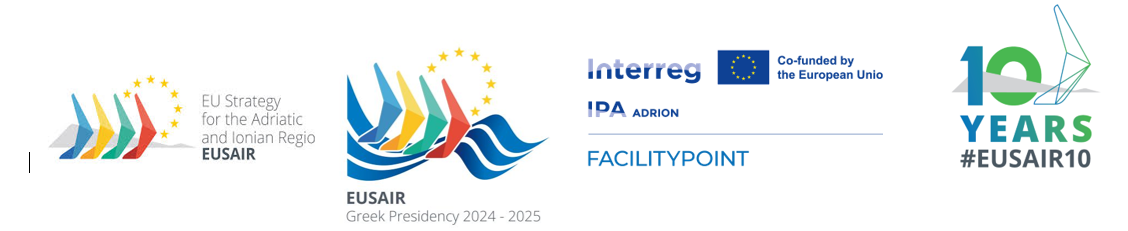 EU Strategy
for the Adriatic
and Ionian Regio
EUSAIR
EUSAIR
Greek Presidency 2024 - 2025
Interreg
Co-funded by
the European Unio
IPA ADRION
FACILITYPOINT
10
YEARS
#EUSAIR10